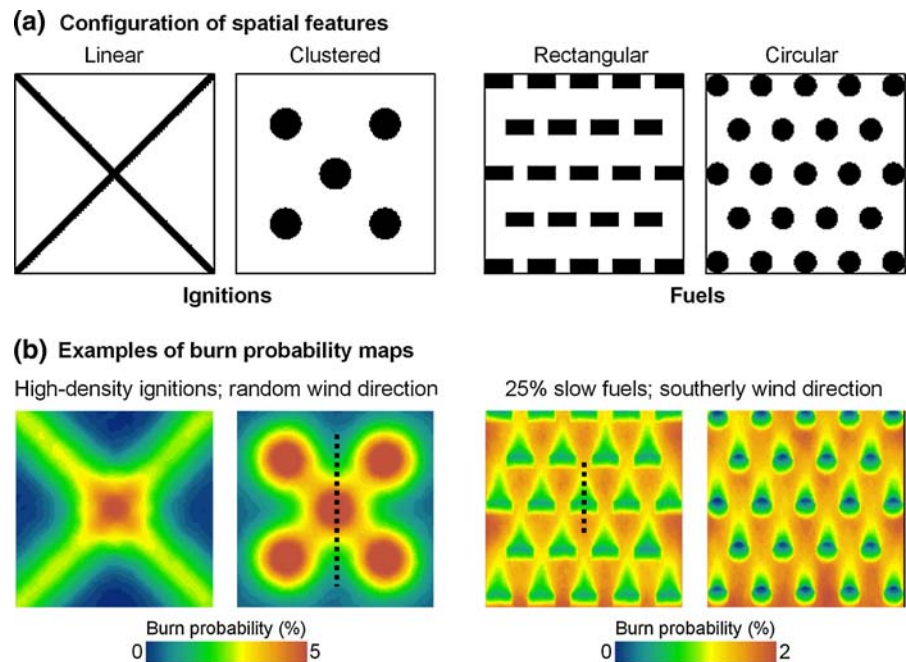 (a) Configuration of spatial features
Linear
Clustered
Rectangular
Circular
Ignitions
Fuels
(b) Examples of burn probability maps
High-density ignitions; random wind direction
25% slow fuels; southerly wind direction
Burn probability (%)
0 5
Burn probability (%)
0 2